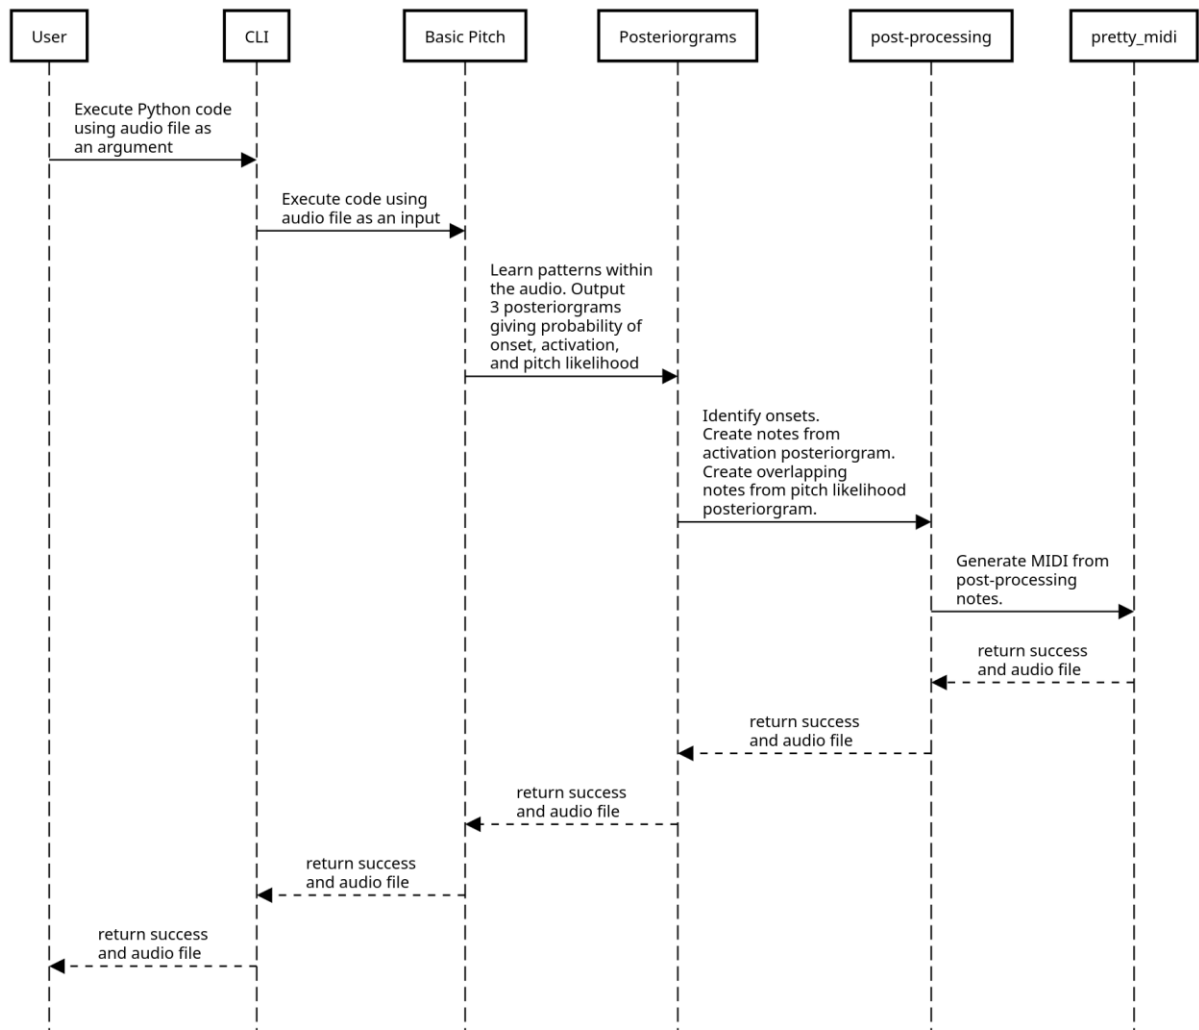 User
CLI
Basic Pitch
Posteriorgrams
post-processing
pretty_midi
Execute Python code
using audio file as
an argument
Execute code using
audio file as an input
Learn patterns within
the audio. Output
3 posteriorgrams
giving probability of
onset, activation,
and pitch likelihood
Identify onsets.
Create notes from
activation posteriorgram.
Create overlapping
notes from pitch likelihood
posteriorgram.
Generate MIDI from
post-processing
notes.
return success
and audio file
return success
and audio file
return success
and audio file
return success
and audio file
return success
and audio file